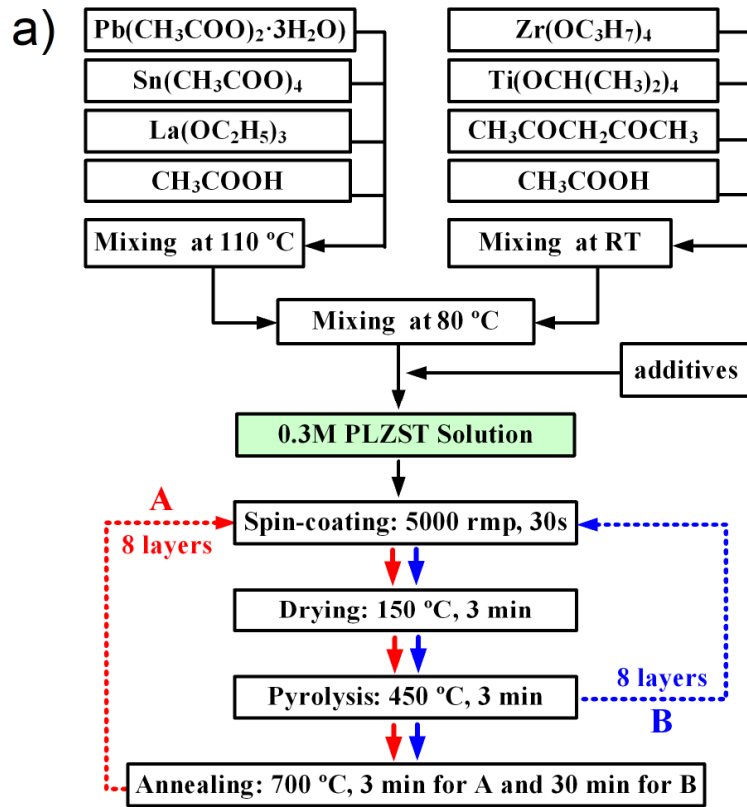 a)
Pb(CH₃COO)₂·3H₂O)
Sn(CH₃COO)₄
La(OC₂H₅)₃
CH₃COOH
Mixing at 110 ºC
Zr(OC₃H₇)₄
Ti(OCH(CH₃)₂)₄
CH₃COCH₂COCH₃
CH₃COOH
Mixing at RT
Mixing at 80 ºC
additives
0.3M PLZST Solution
A
8 layers
Spin-coating: 5000 rmp, 30s
Drying: 150 ºC, 3 min
Pyrolysis: 450 ºC, 3 min
8 layers
B
Annealing: 700 ºC, 3 min for A and 30 min for B